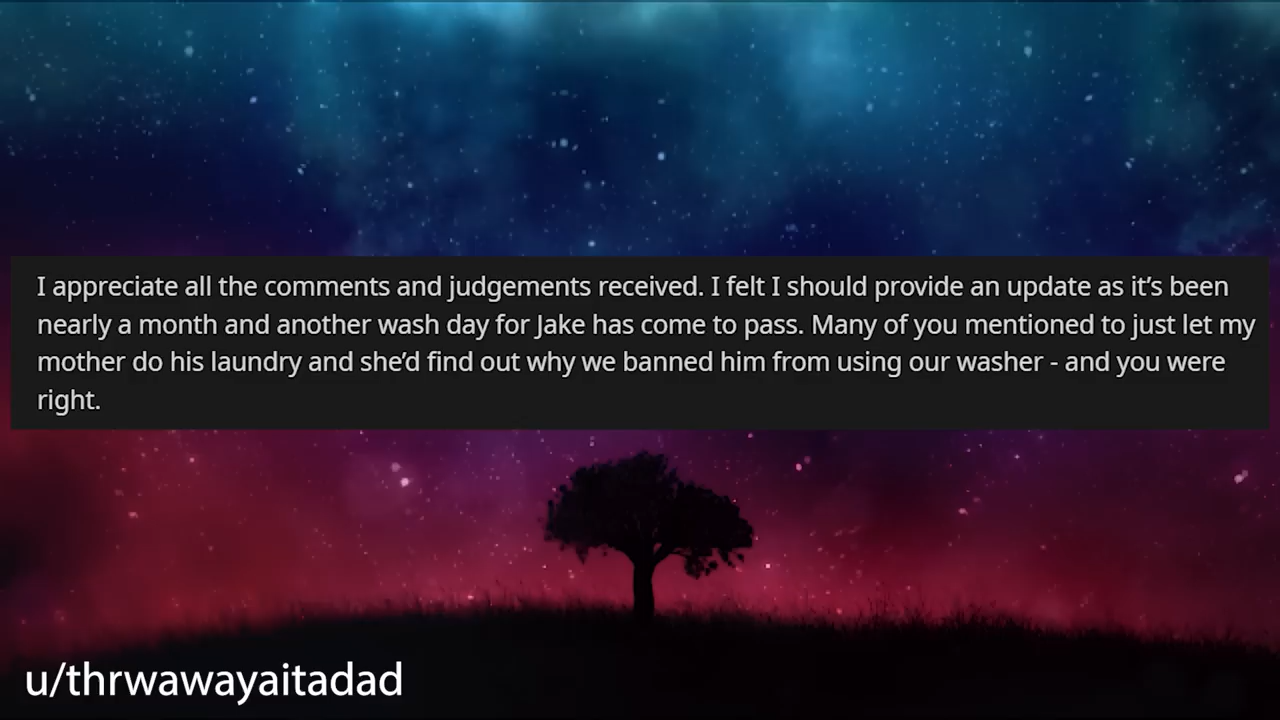 I appreciate all the comments and judgements received. I felt I should provide an update as it’s been
nearly a month and another wash day for Jake has come to pass. Many of you mentioned to just let my
mother do his laundry and she’d find out why we banned him from using our washer - and you were
right.
u/thrwawayaitadad